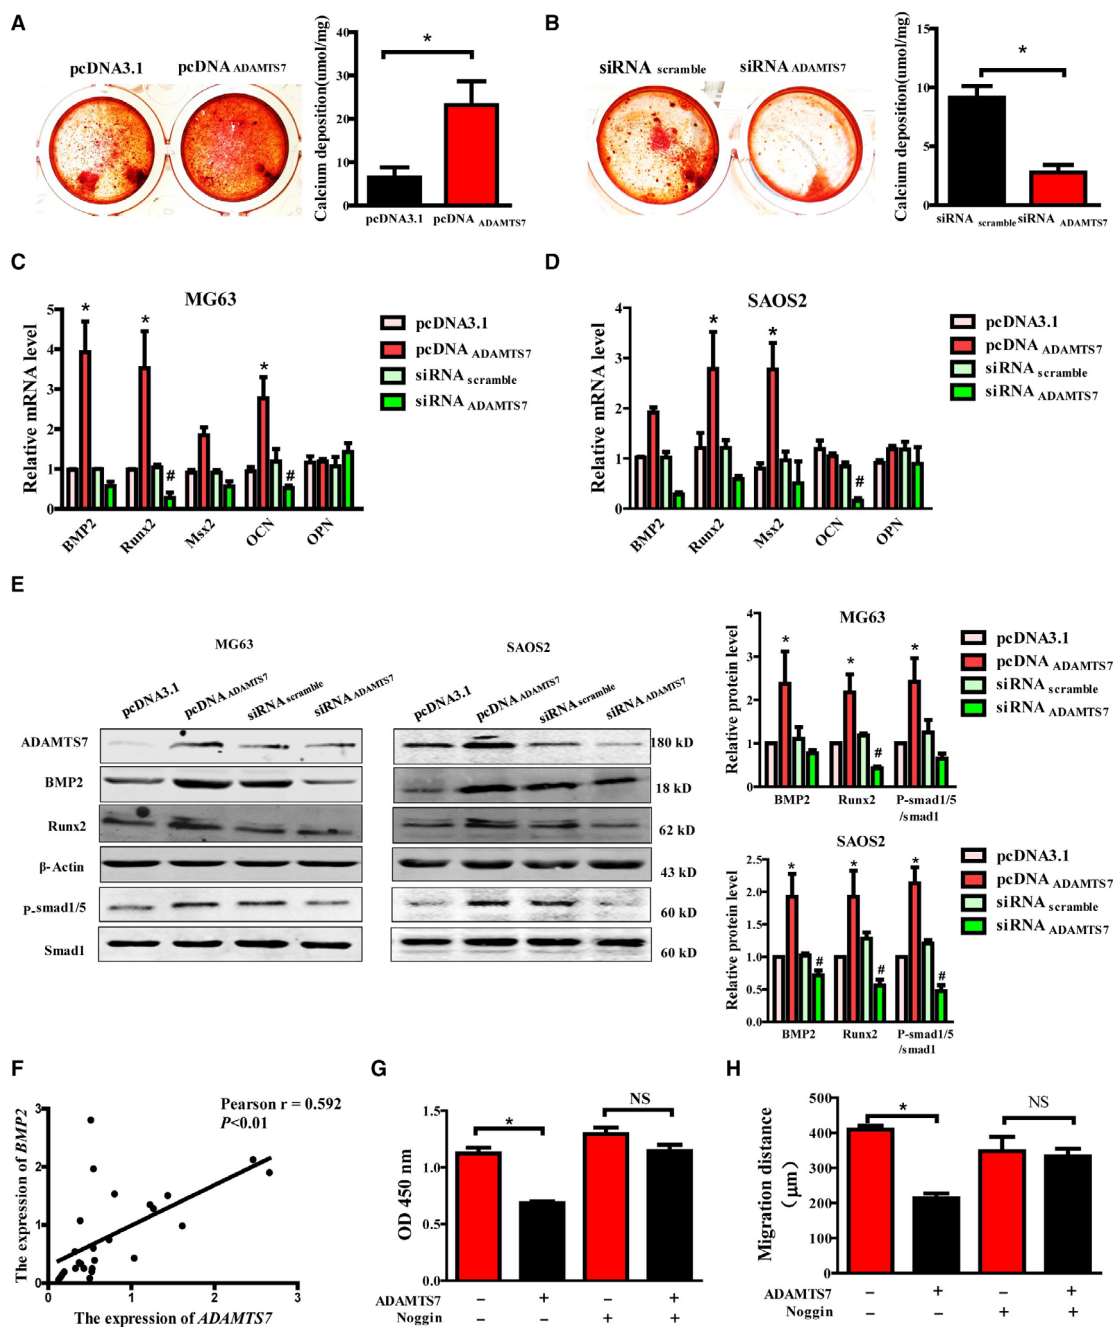 A
pcDNA3.1
pcDNA ADAMTS7
Calcium deposition(umol/mg)
40
30
20
10
0
*
pcDNA3.1
pcDNA ADAMTS7
B
siRNA scramble
siRNA ADAMTS7
Calcium deposition(umol/mg)
15
10
5
0
*
siRNA scramble
siRNA ADAMTS7
C
MG63
Relative mRNA level
5
4
3
2
1
0
*
*
#
*
#
BMP2
Runx2
Msx2
OCN
OPN
pcDNA3.1
pcDNA ADAMTS7
siRNA scramble
siRNA ADAMTS7
D
SAOS2
Relative mRNA level
4
3
2
1
0
*
*
#
BMP2
Runx2
Msx2
OCN
OPN
pcDNA3.1
pcDNA ADAMTS7
siRNA scramble
siRNA ADAMTS7
E
MG63
pcDNA3.1
pcDNA ADAMTS7
siRNA scramble
siRNA ADAMTS7
SAOS2
pcDNA3.1
pcDNA ADAMTS7
siRNA scramble
siRNA ADAMTS7
ADAMTS7
180 kD
BMP2
18 kD
Runx2
62 kD
β-Actin
43 kD
P-smad1/5
60 kD
Smad1
60 kD
MG63
Relative protein level
4
3
2
1
0
*
*
#
*
BMP2
Runx2
P-smad1/5
/smad1
pcDNA3.1
pcDNA ADAMTS7
siRNA scramble
siRNA ADAMTS7
SAOS2
Relative protein level
2.5
2.0
1.5
1.0
0.5
0.0
*
#
*
#
*
#
BMP2
Runx2
P-smad1/5
/smad1
pcDNA3.1
pcDNA ADAMTS7
siRNA scramble
siRNA ADAMTS7
F
Pearson r = 0.592
P<0.01
The expression of BMP2
3
2
1
0
0
1
2
3
The expression of ADAMTS7
G
OD 450 nm
1.5
1.0
0.5
0.0
*
NS
ADAMTS7 – + – +
Noggin – – + +
H
Migration distance
(μm)
500
400
300
200
100
0
*
NS
ADAMTS7 – + – +
Noggin – – + +